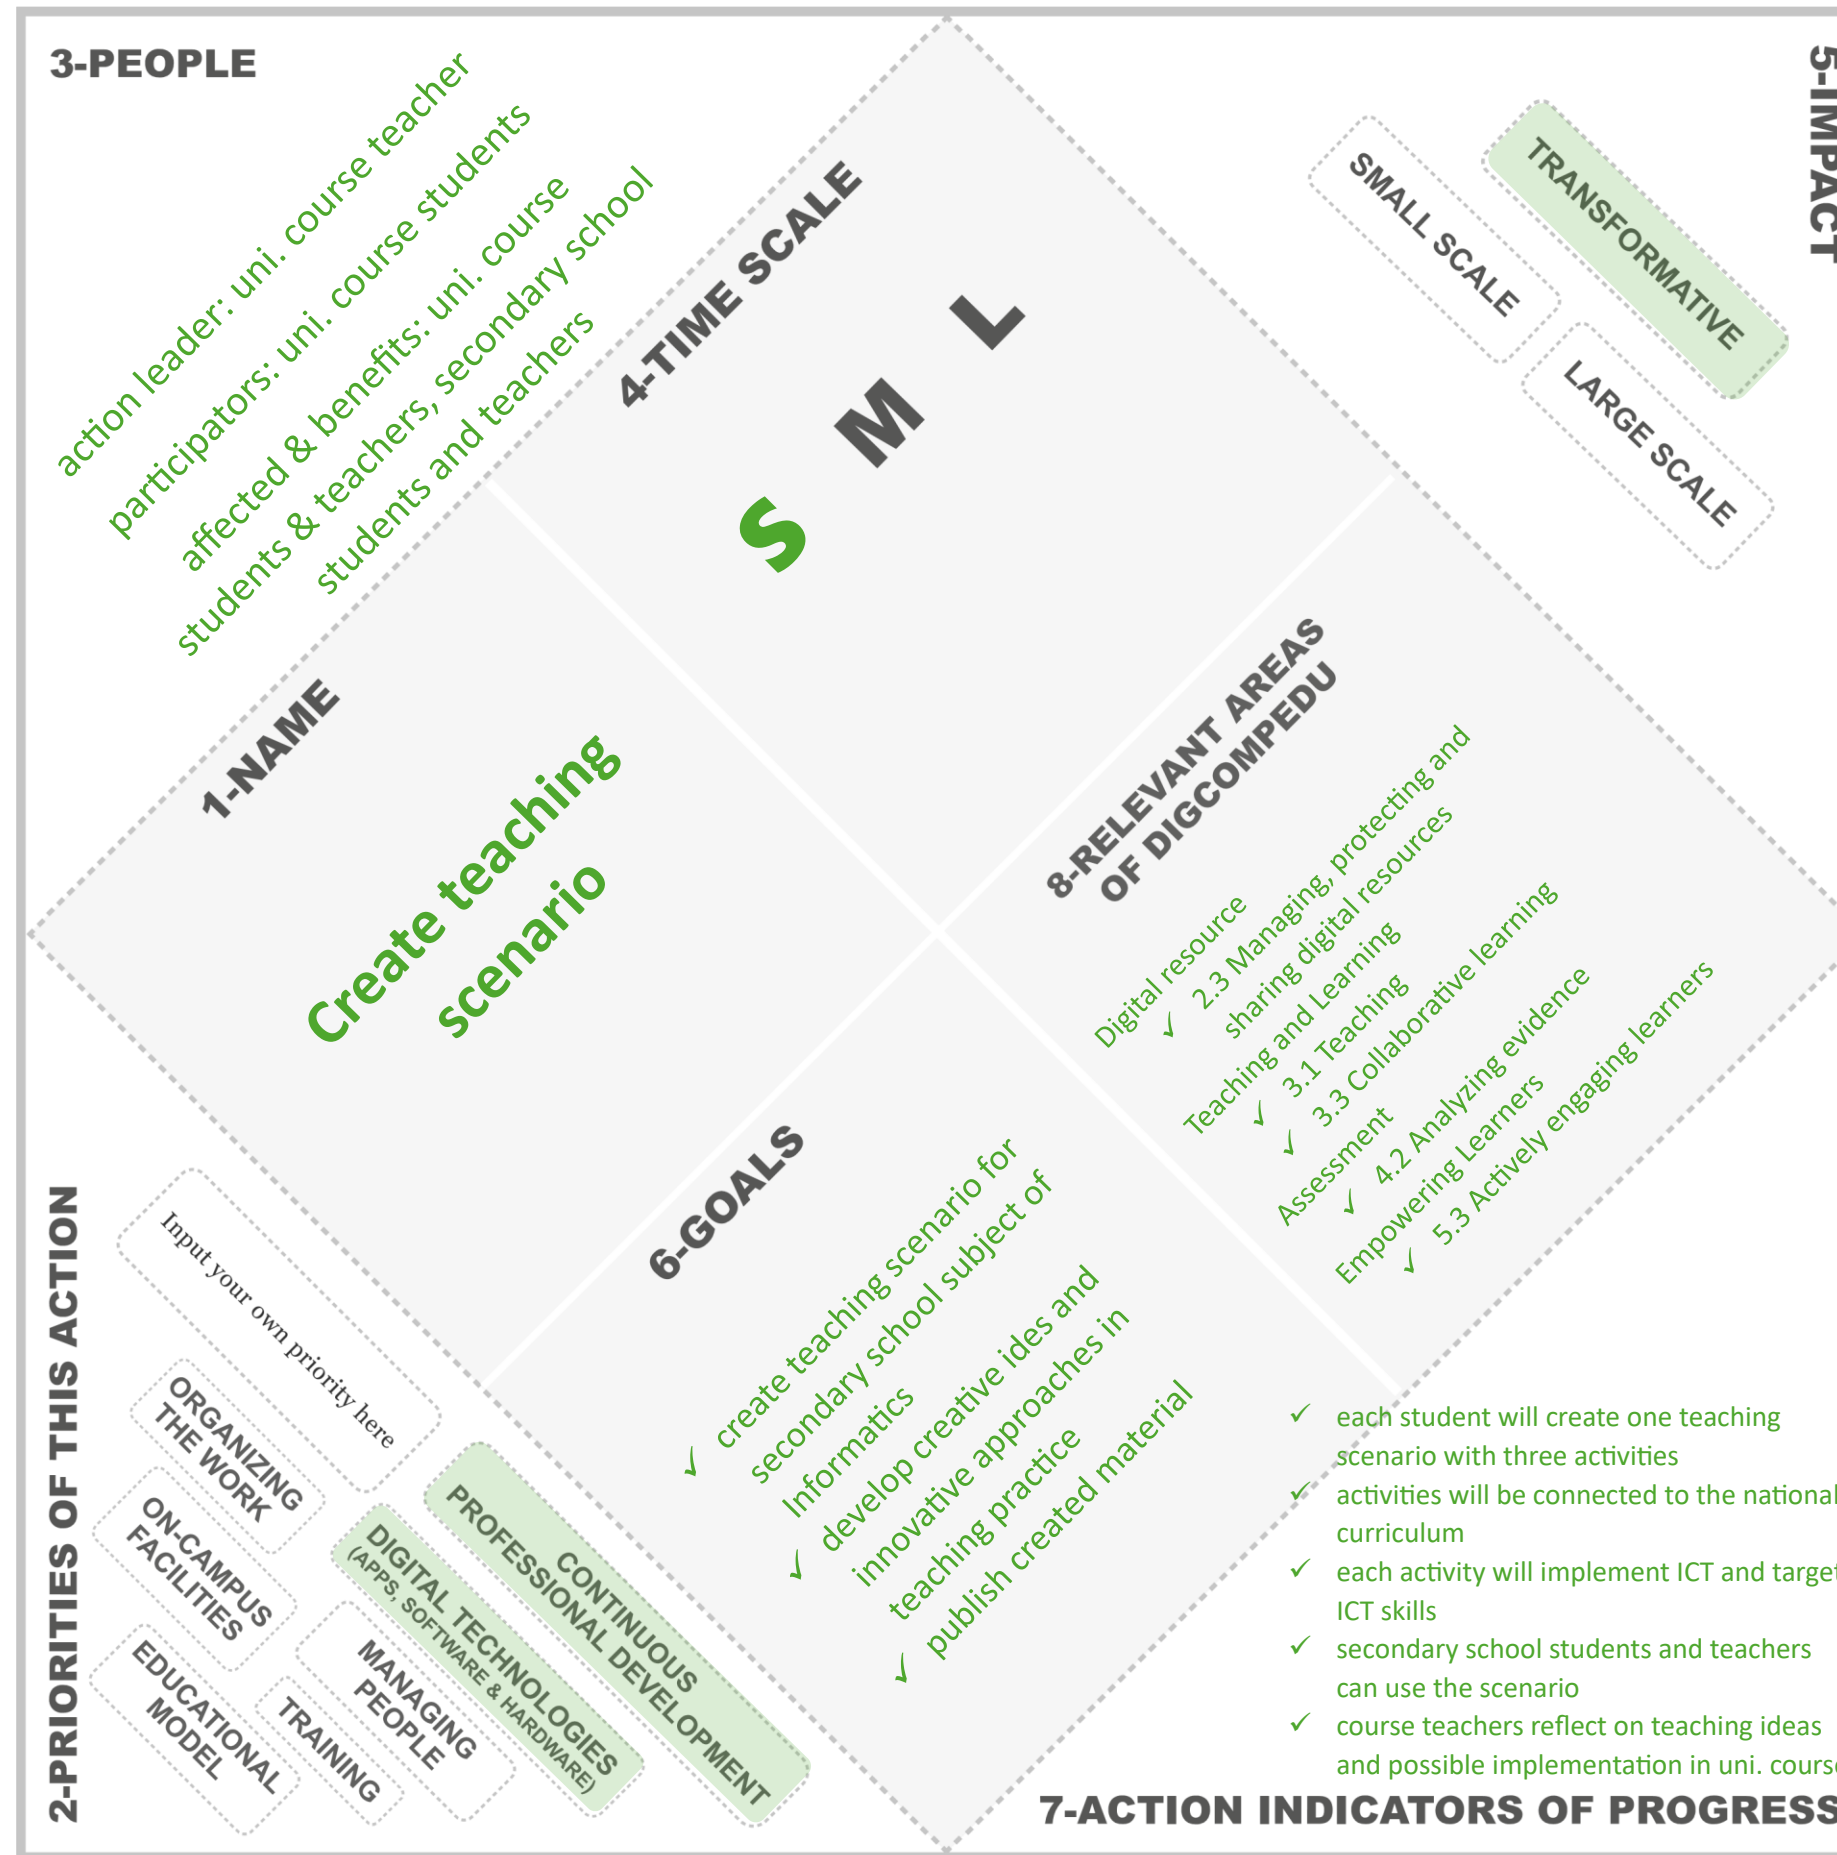 3-PEOPLE
action leader: uni. course teacher
participators: uni. course students
affected & benefits: uni. course
students & teachers, secondary school
students and teachers
4-TIME SCALE
S
M
L
5-IMPACT
SMALL SCALE
TRANSFORMATIVE
LARGE SCALE
1-NAME
Create teaching
scenario
8-RELEVANT AREAS
OF DIGCOMPEDU
Digital resource
✓ 2.3 Managing, protecting and
sharing digital resources
Teaching and Learning
✓ 3.1 Teaching
✓ 3.3 Collaborative learning
Assessment
✓ 4.2 Analyzing evidence
Empowering Learners
✓ 5.3 Actively engaging learners
6-GOALS
✓ create teaching scenario for
secondary school subject of
Informatics
✓ develop creative ides and
innovative approaches in
teaching practice
✓ publish created material
2-PRIORITIES OF THIS ACTION
Input your own priority here
ORGANIZING
THE WORK
ON-CAMPUS
FACILITIES
EDUCATIONAL
MODEL
TRAINING
MANAGING
PEOPLE
DIGITAL TECHNOLOGIES
(APPS, SOFTWARE & HARDWARE)
CONTINUOUS
PROFESSIONAL DEVELOPMENT
✓ each student will create one teaching
scenario with three activities
✓ activities will be connected to the national
curriculum
✓ each activity will implement ICT and target
ICT skills
✓ secondary school students and teachers
can use the scenario
✓ course teachers reflect on teaching ideas
and possible implementation in uni. course
7-ACTION INDICATORS OF PROGRESS